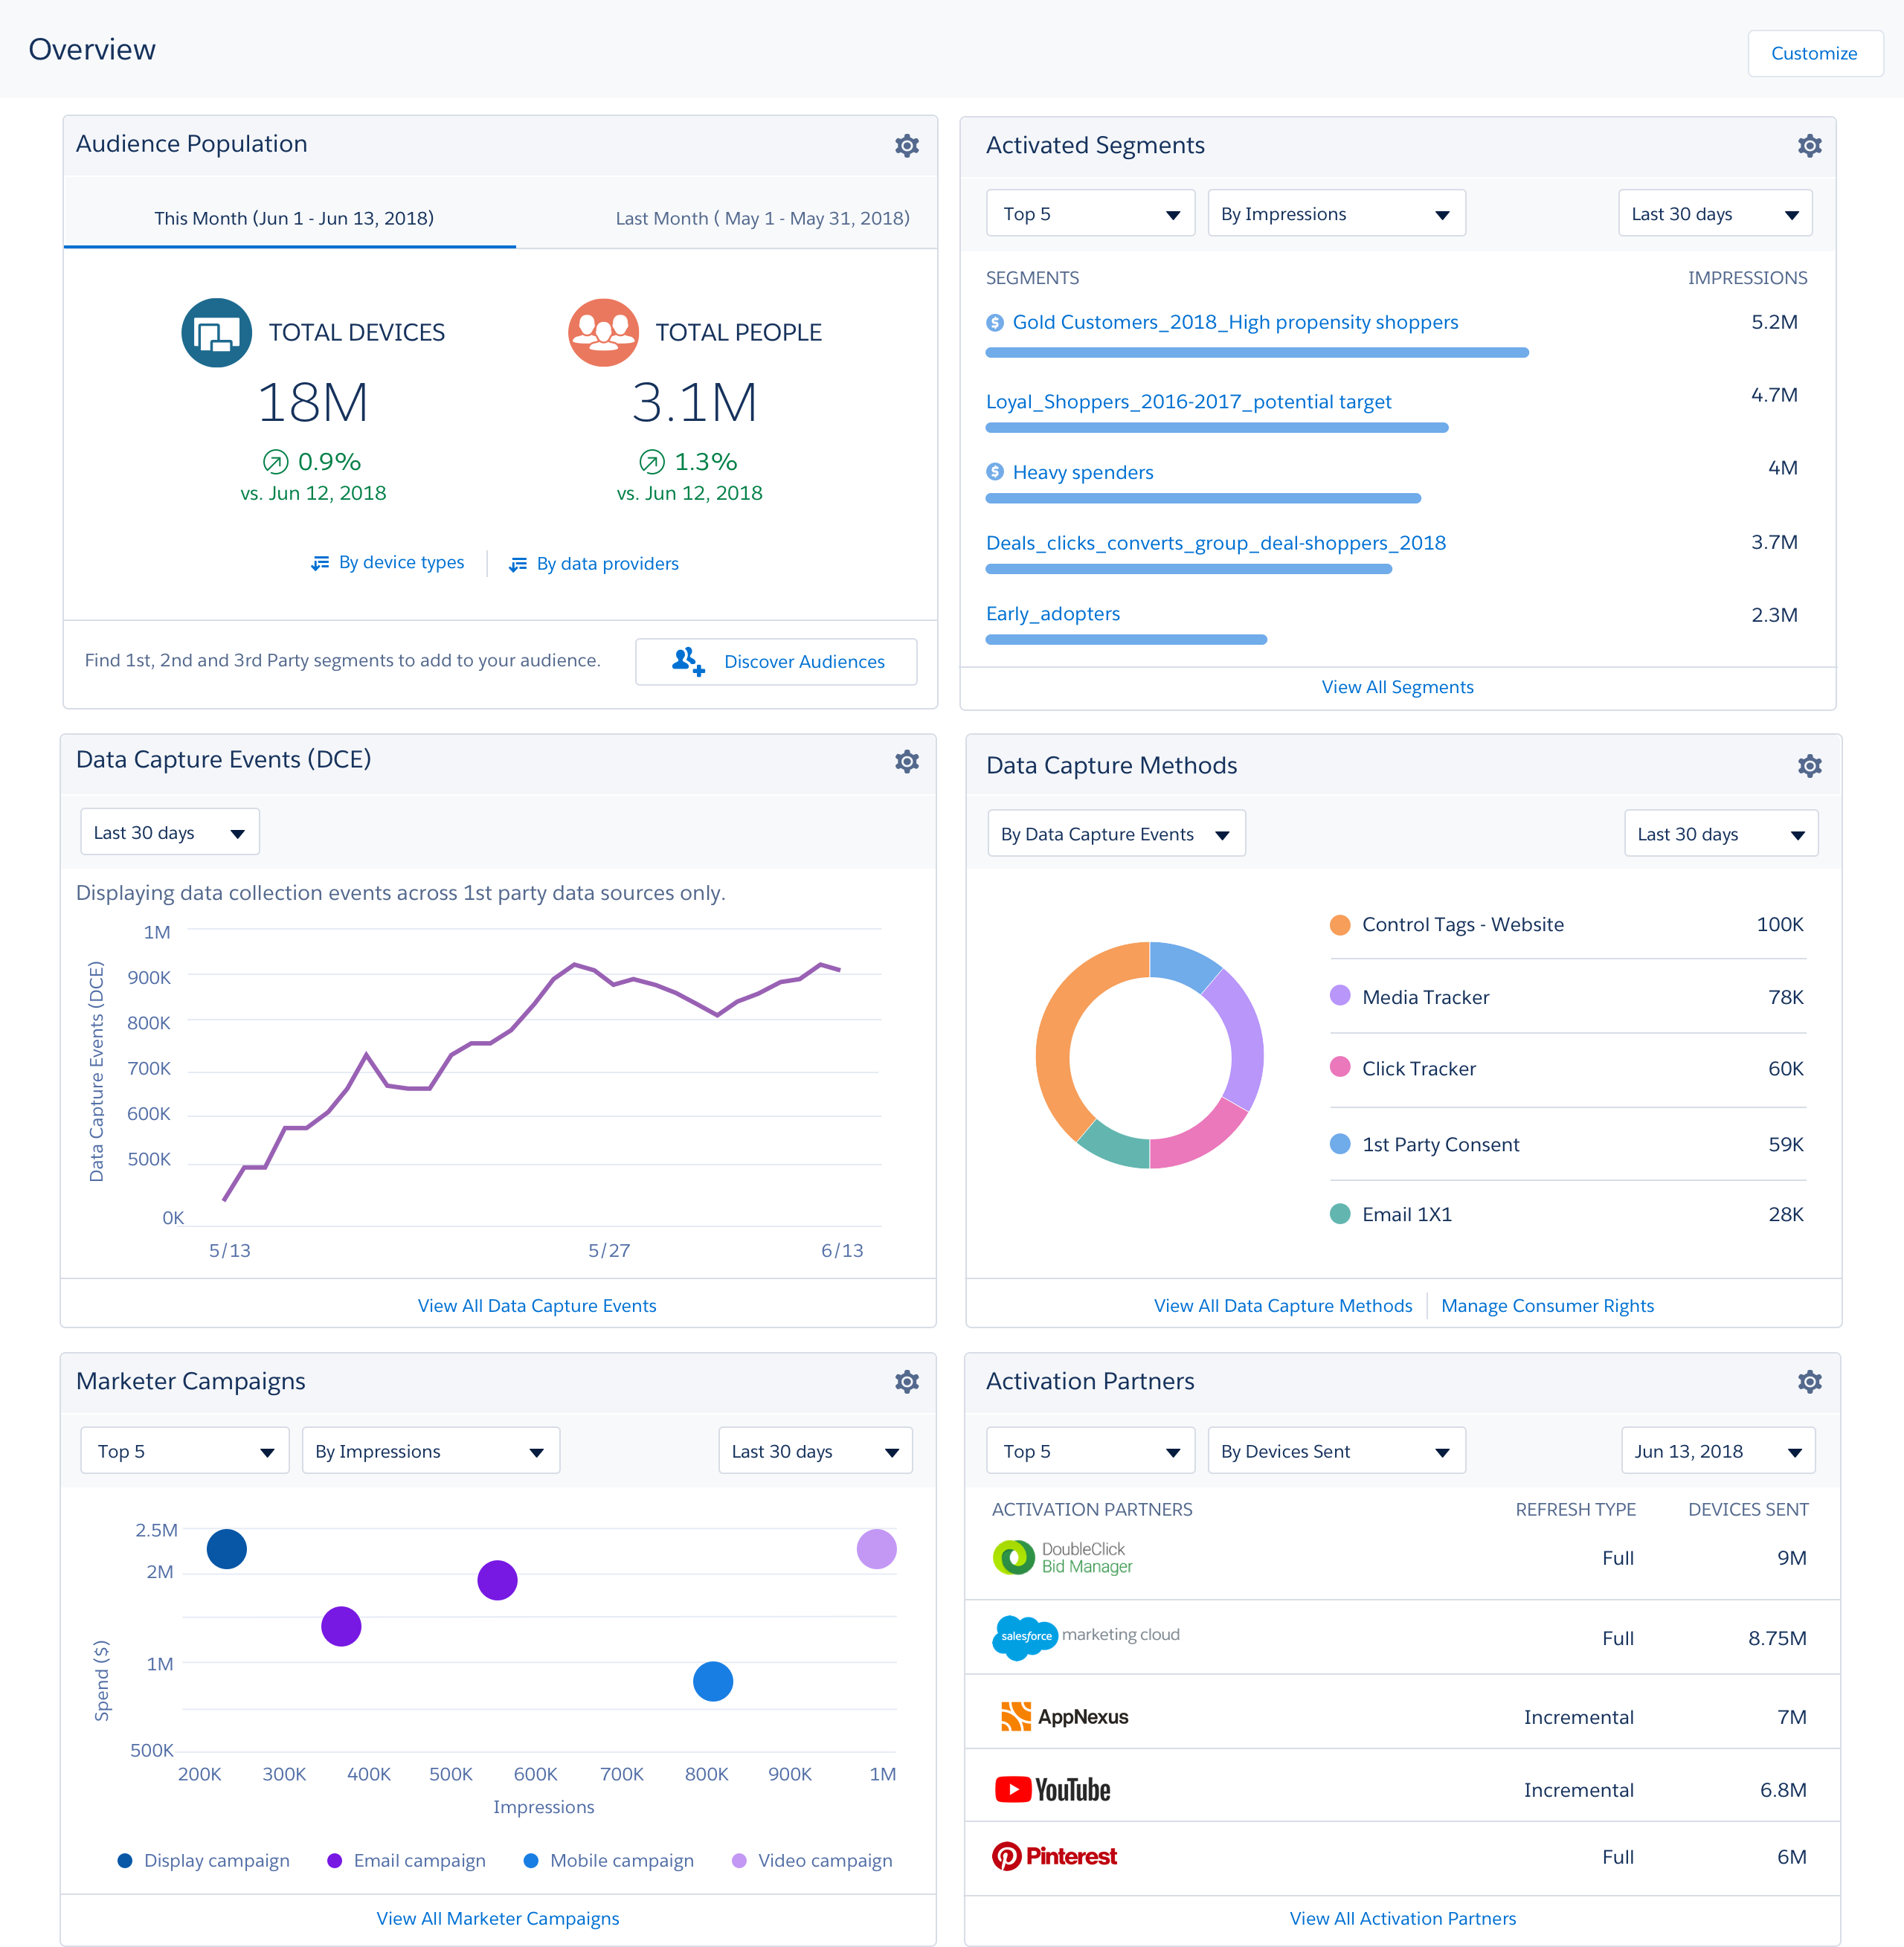 Overview
Customize
Audience Population
This Month (Jun 1 - Jun 13, 2018)
Last Month ( May 1 - May 31, 2018)
TOTAL DEVICES
18M
0.9%
vs. Jun 12, 2018
TOTAL PEOPLE
3.1M
1.3%
vs. Jun 12, 2018
By device types
By data providers
Find 1st, 2nd and 3rd Party segments to add to your audience.
Discover Audiences
Activated Segments
Top 5
By Impressions
Last 30 days
SEGMENTS
IMPRESSIONS
$ Gold Customers_2018_High propensity shoppers
5.2M
Loyal_Shoppers_2016-2017_potential target
4.7M
$ Heavy spenders
4M
Deals_clicks_converts_group_deal-shoppers_2018
3.7M
Early_adopters
2.3M
View All Segments
Data Capture Events (DCE)
Last 30 days
Displaying data collection events across 1st party data sources only.
Data Capture Events (DCE)
1M
900K
800K
700K
600K
500K
0K
5/13
5/27
6/13
View All Data Capture Events
Data Capture Methods
By Data Capture Events
Last 30 days
Control Tags - Website
100K
Media Tracker
78K
Click Tracker
60K
1st Party Consent
59K
Email 1X1
28K
View All Data Capture Methods
Manage Consumer Rights
Marketer Campaigns
Top 5
By Impressions
Last 30 days
Spend ($)
2.5M
2M
1M
500K
200K
300K
400K
500K
600K
700K
800K
900K
1M
Impressions
Display campaign
Email campaign
Mobile campaign
Video campaign
View All Marketer Campaigns
Activation Partners
Top 5
By Devices Sent
Jun 13, 2018
ACTIVATION PARTNERS
REFRESH TYPE
DEVICES SENT
DoubleClick
Bid Manager
Full
9M
salesforce marketing cloud
Full
8.75M
AppNexus
Incremental
7M
YouTube
Incremental
6.8M
Pinterest
Full
6M
View All Activation Partners